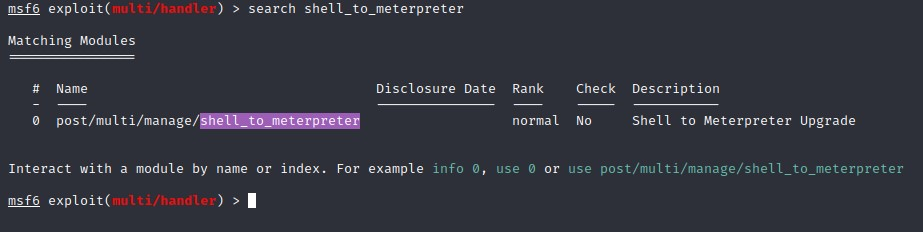 msf6 exploit(multi/handler) > search shell_to_meterpreter
Matching Modules
================
#  Name                                    Disclosure Date  Rank    Check  Description
-  ----                                    ---------------  ----    -----  -----------
0  post/multi/manage/shell_to_meterpreter                   normal  No     Shell to Meterpreter Upgrade
Interact with a module by name or index. For example info 0, use 0 or use post/multi/manage/shell_to_meterpreter
msf6 exploit(multi/handler) >